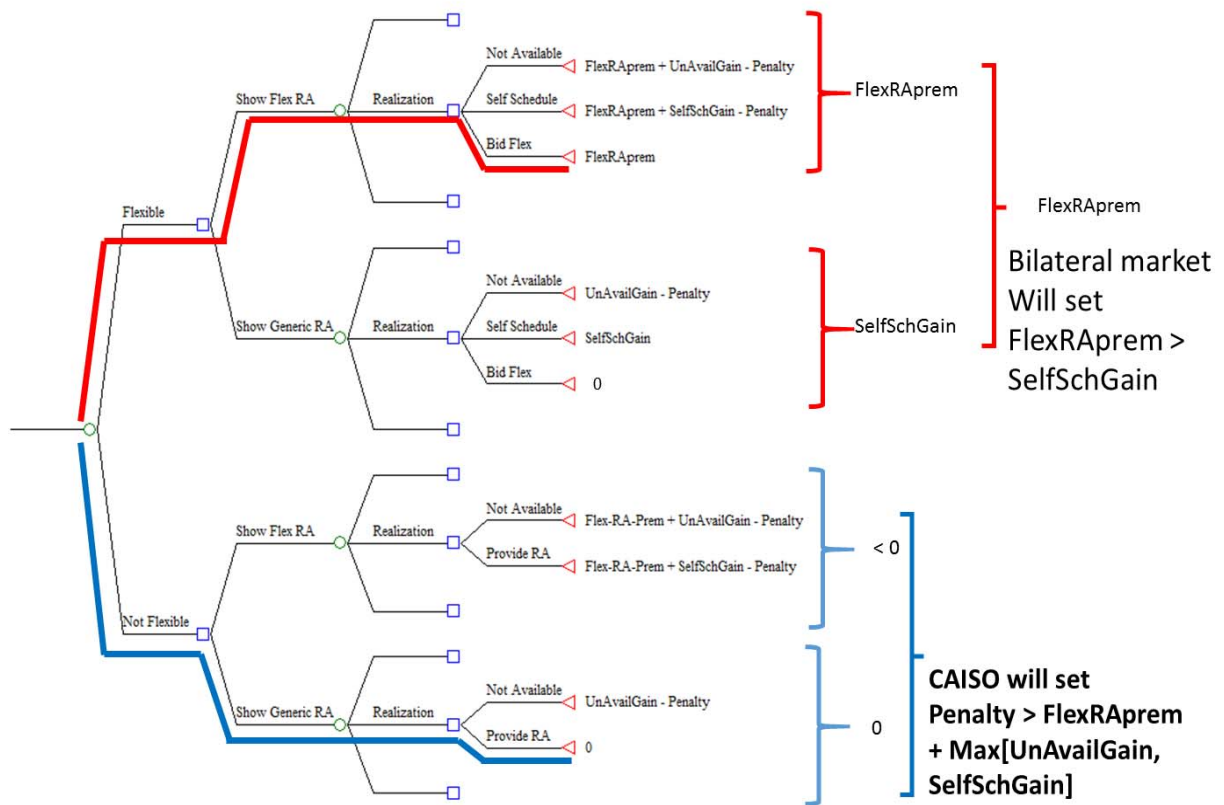 Not Available
FlexRAprem + UnAvailGain - Penalty
Show Flex RA
Realization
Self Schedule
FlexRAprem + SelfSchGain - Penalty
Bid Flex
FlexRAprem
FlexRAprem
Flexible
Not Available
UnAvailGain - Penalty
Show Generic RA
Realization
Self Schedule
SelfSchGain
Bid Flex
0
SelfSchGain
FlexRAprem
Bilateral market
Will set
FlexRAprem >
SelfSchGain
Not Available
Flex-RA-Prem + UnAvailGain - Penalty
Show Flex RA
Realization
Provide RA
Flex-RA-Prem + SelfSchGain - Penalty
< 0
Not Flexible
Not Available
UnAvailGain - Penalty
Show Generic RA
Realization
Provide RA
0
0
CAISO will set
Penalty > FlexRAprem
+ Max[UnAvailGain,
SelfSchGain]